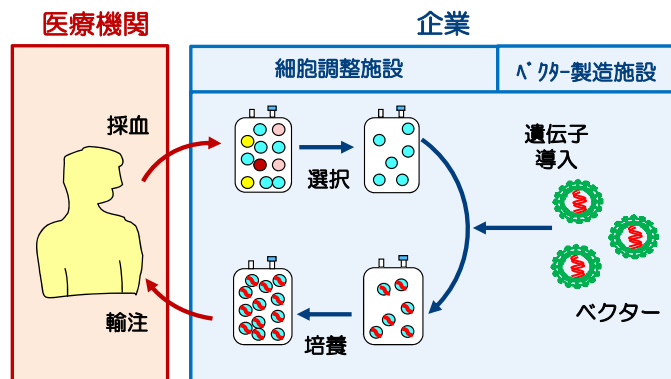 医療機関
企業
細胞調整施設
ﾍﾞｸﾀｰ製造施設
採血
選択
遺伝子
導入
ベクター
培養
輸注